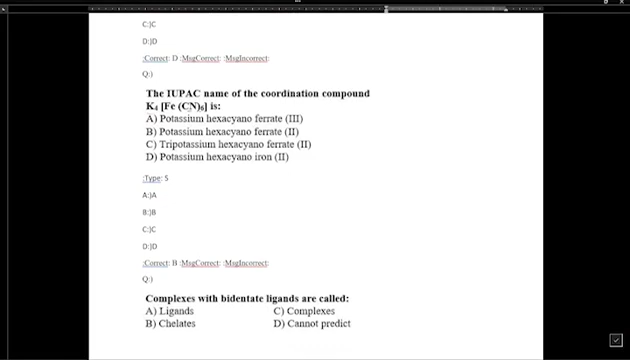 C:)C
D:)D
:Correct: D :MsgCorrect: :MsgIncorrect:
Q:)
The IUPAC name of the coordination compound
K₄ [Fe (CN)₆] is:
A) Potassium hexacyano ferrate (III)
B) Potassium hexacyano ferrate (II)
C) Tripotassium hexacyano ferrate (II)
D) Potassium hexacyano iron (II)
:Type: S
A:)A
B:)B
C:)C
D:)D
:Correct: B :MsgCorrect: :MsgIncorrect:
Q:)
Complexes with bidentate ligands are called:
A) Ligands C) Complexes
B) Chelates D) Cannot predict